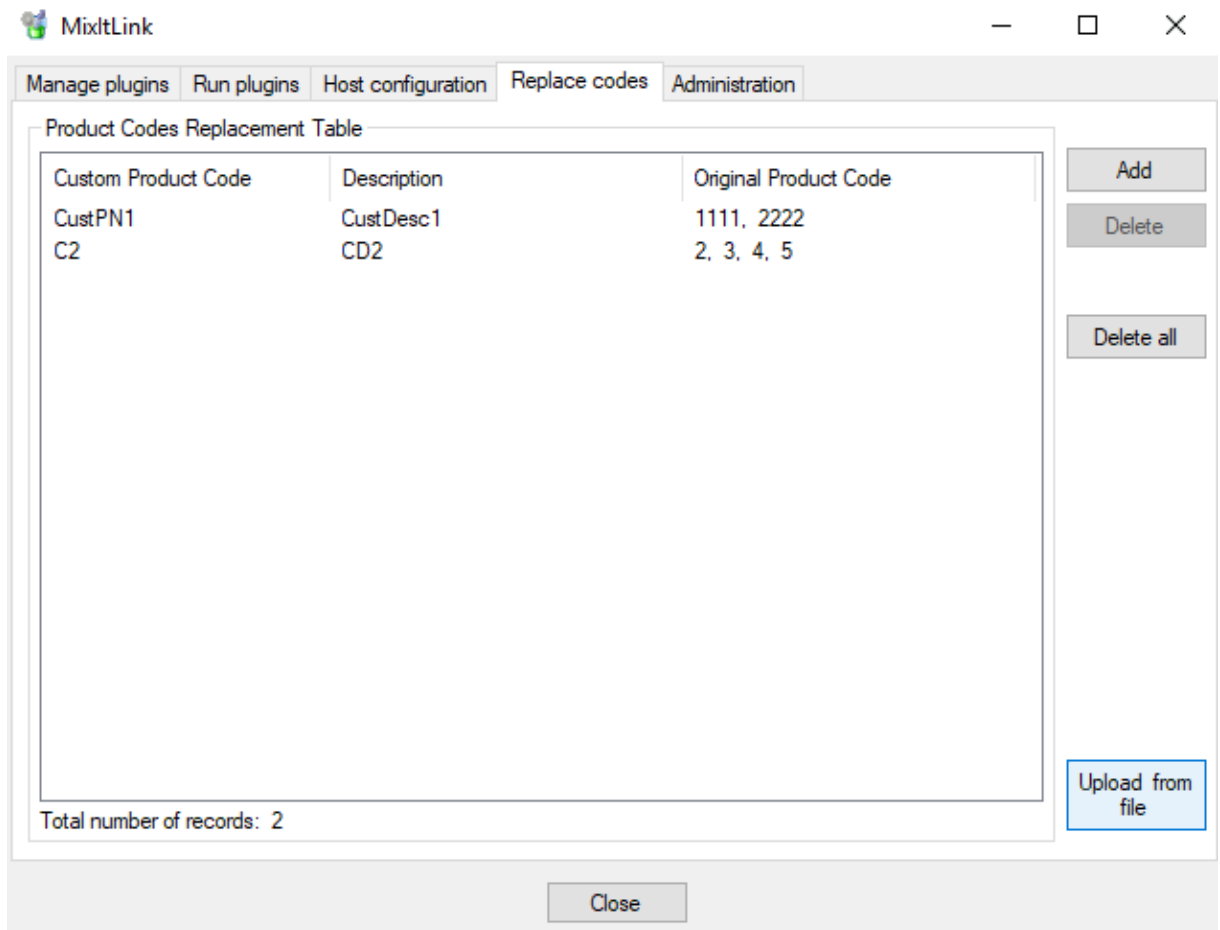 MixItLink
Manage plugins Run plugins Host configuration Replace codes Administration
Product Codes Replacement Table
Custom Product Code Description Original Product Code
CustPN1 CustDesc1 1111, 2222
C2 CD2 2, 3, 4, 5
Add
Delete
Delete all
Upload from
file
Total number of records: 2
Close